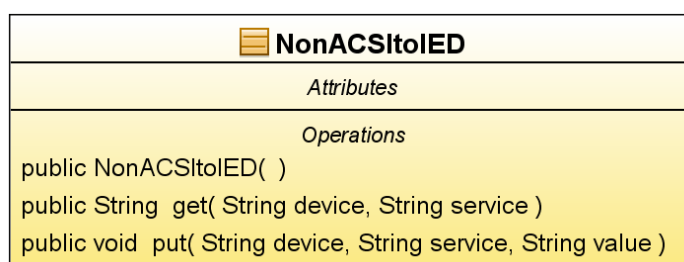 NonACSItoIED
Attributes
Operations
public NonACSItoIED( )
public String get( String device, String service )
public void put( String device, String service, String value )